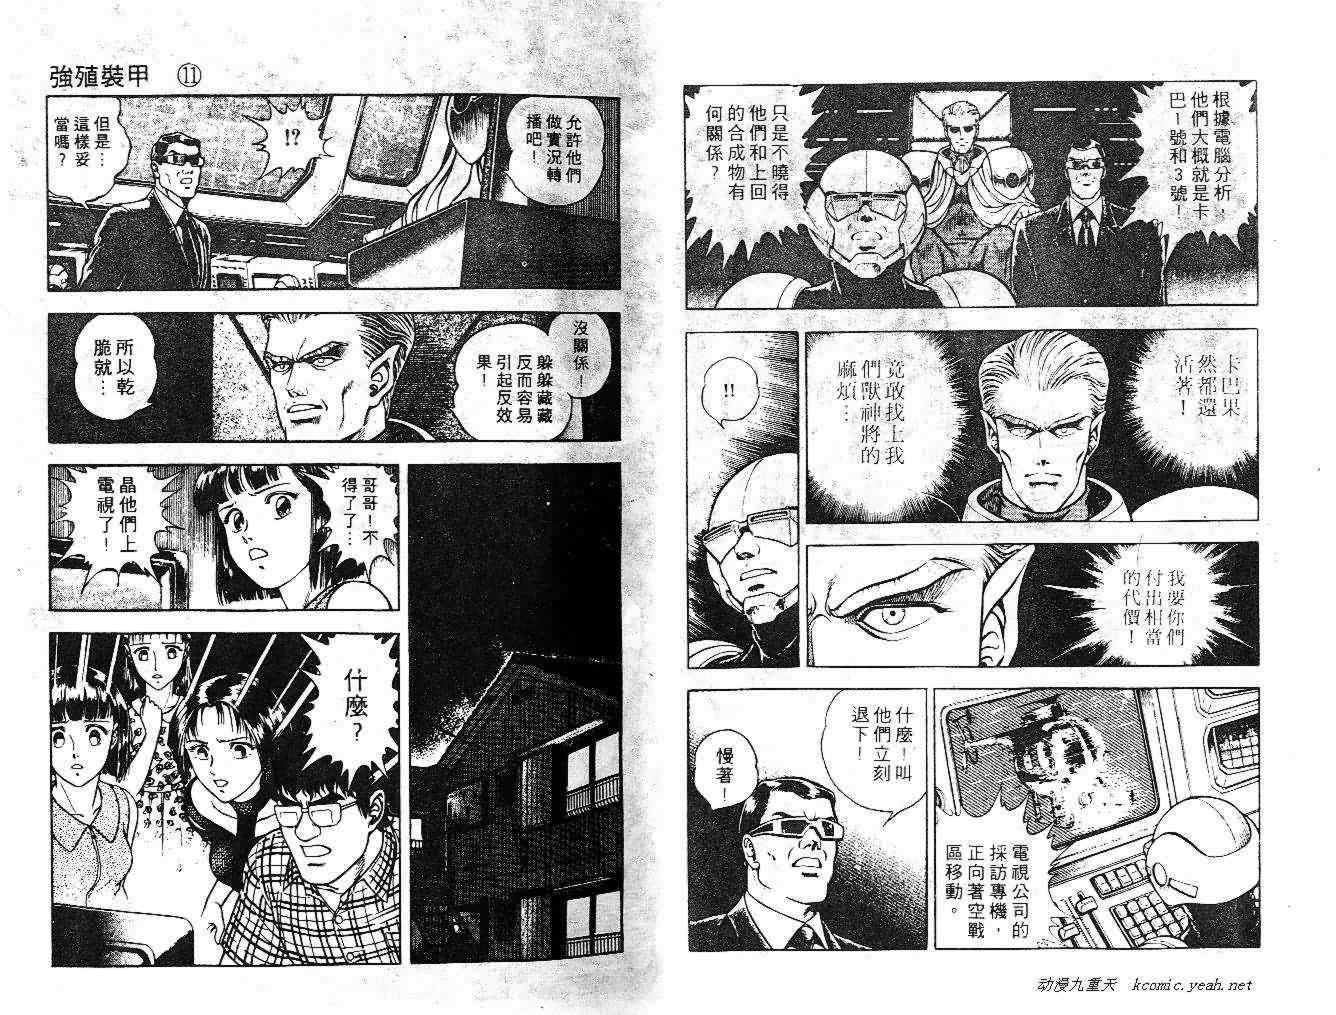 根據電腦分析，
他們大概就是卡
巴1號和3號！
只是不曉得
他們和上回
的合成物有
何關係？
卡巴果
然都還
活著！
竟敢找上我
們獸神將的
麻煩…
!!
我要你們
付出相當
的代價！
電視公司的
採訪專機，
正向著空戰
區移動。
什麼！叫
他們立刻
退下！
慢著！
动漫九重天 kcomic.yeah.net
強殖裝甲 ⑪
允許他們
做實況轉
播吧！
!?
但是…
這樣妥
當嗎？
沒關係！
躲躲藏藏
反而容易
引起反效
果！
所以乾
脆就…
哥哥！不
得了了…
晶他們上
電視了！
什麼？